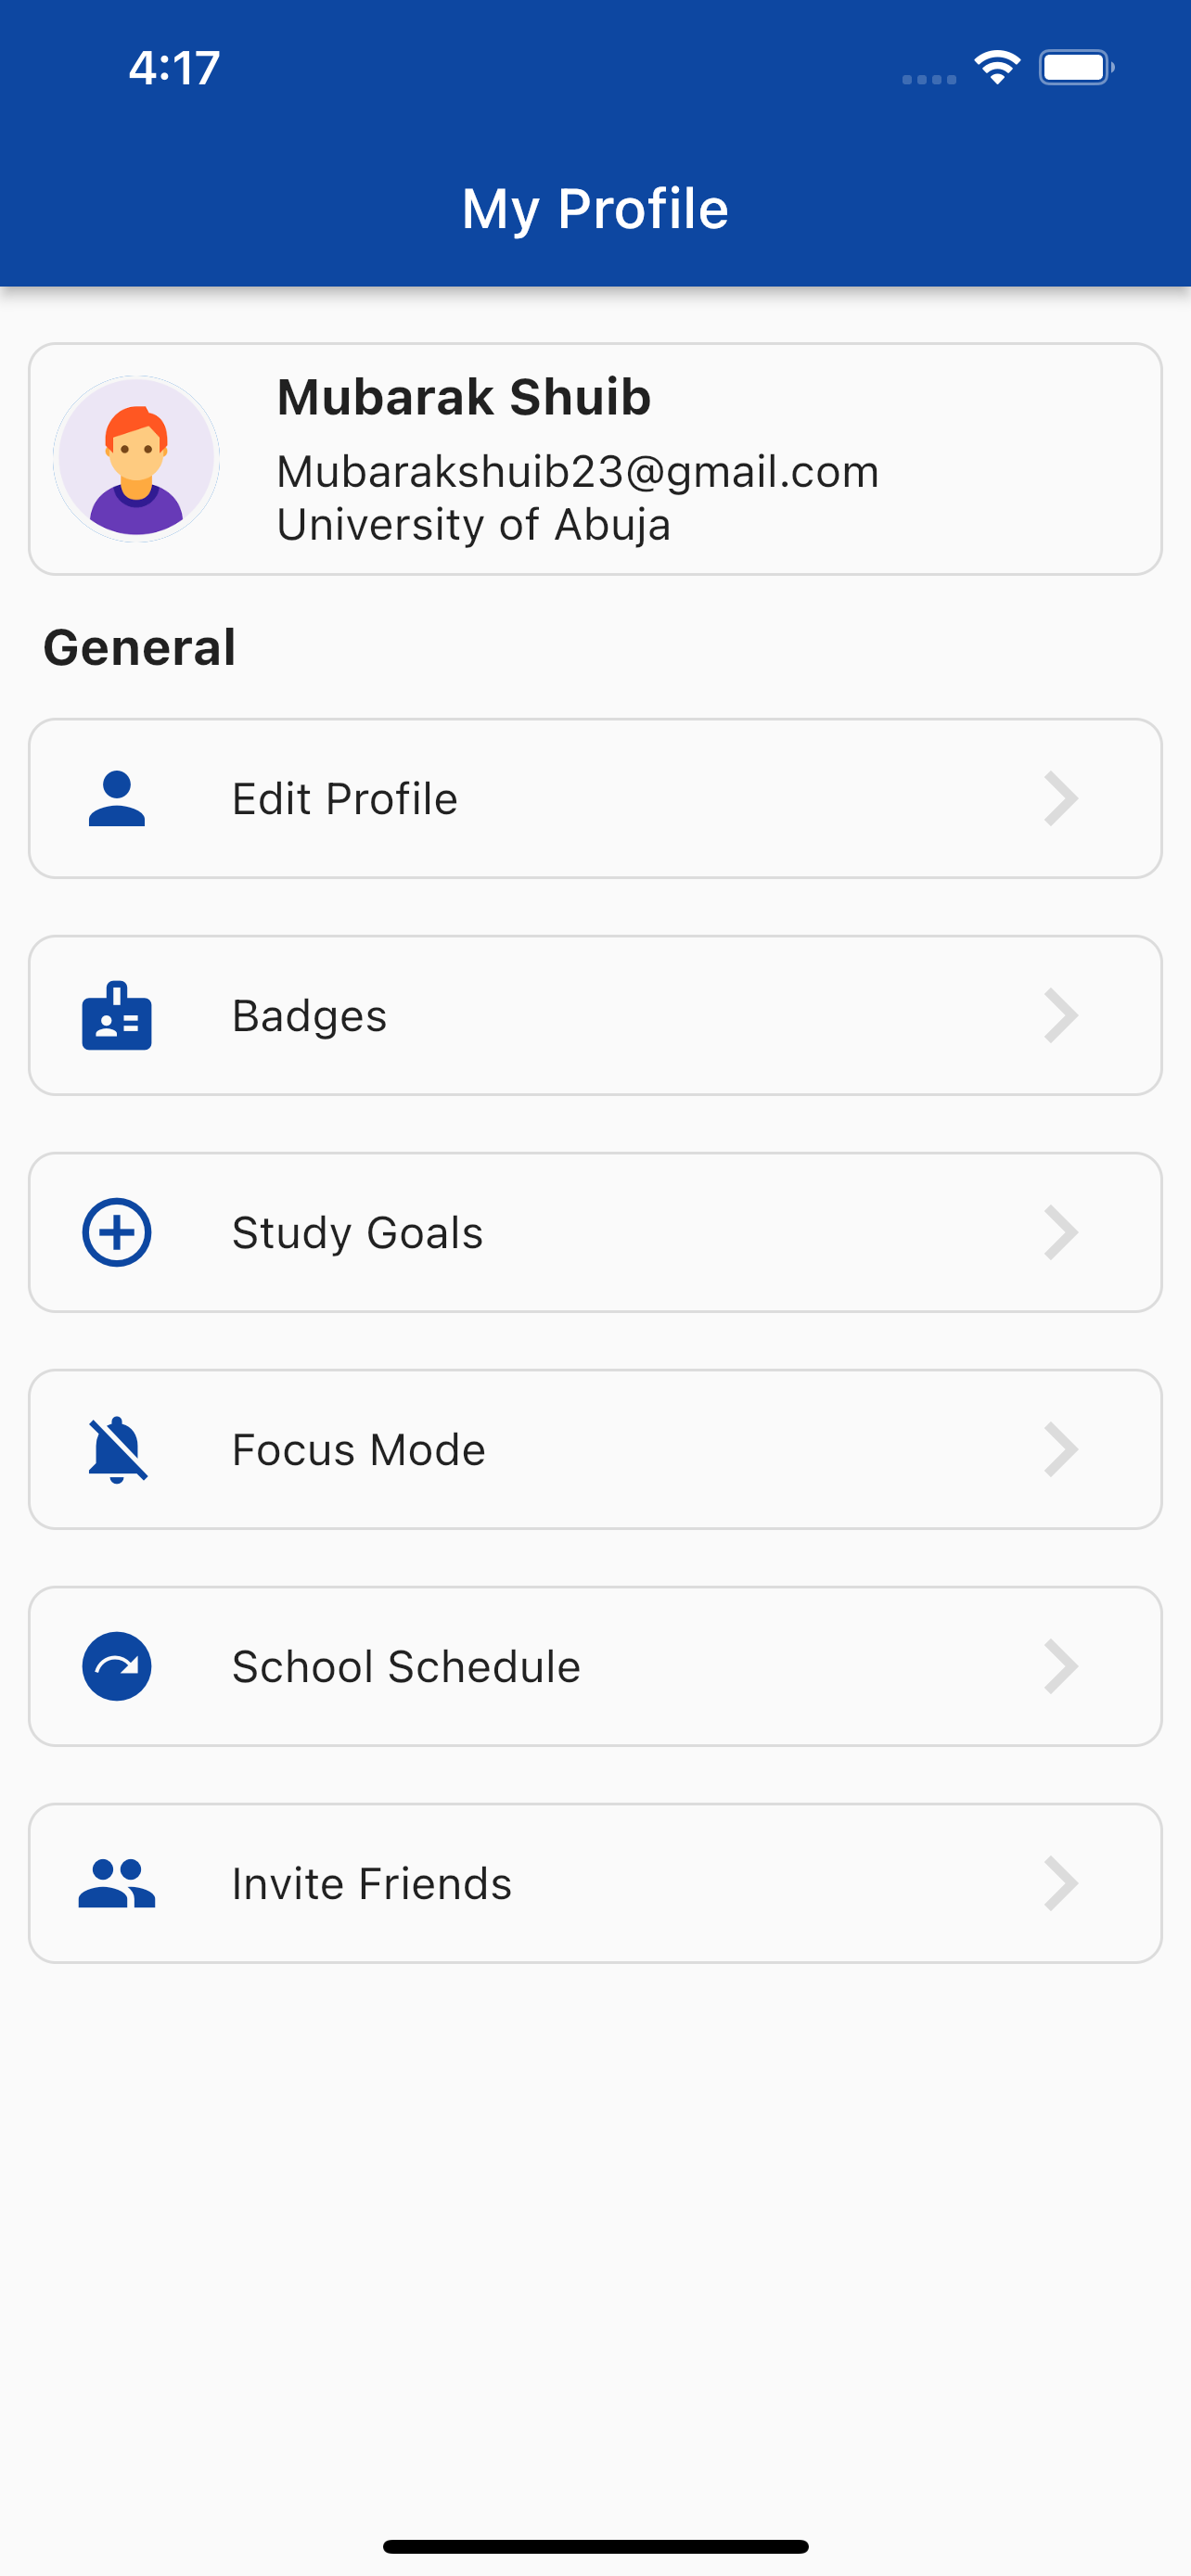 4:17
My Profile
Mubarak Shuib
Mubarakshuib23@gmail.com
University of Abuja
General
Edit Profile
Badges
Study Goals
Focus Mode
School Schedule
Invite Friends